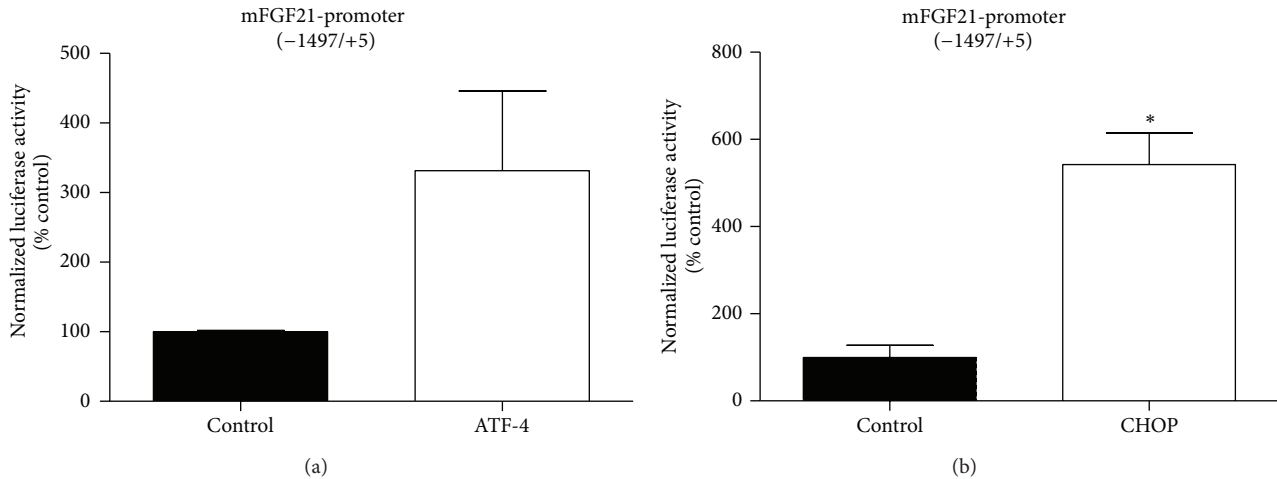 mFGF21-promoter
(−1497/+5)
Normalized luciferase activity
(% control)
500
400
300
200
100
0
Control
ATF-4
(a)
mFGF21-promoter
(−1497/+5)
Normalized luciferase activity
(% control)
800
600
400
200
0
*
Control
CHOP
(b)